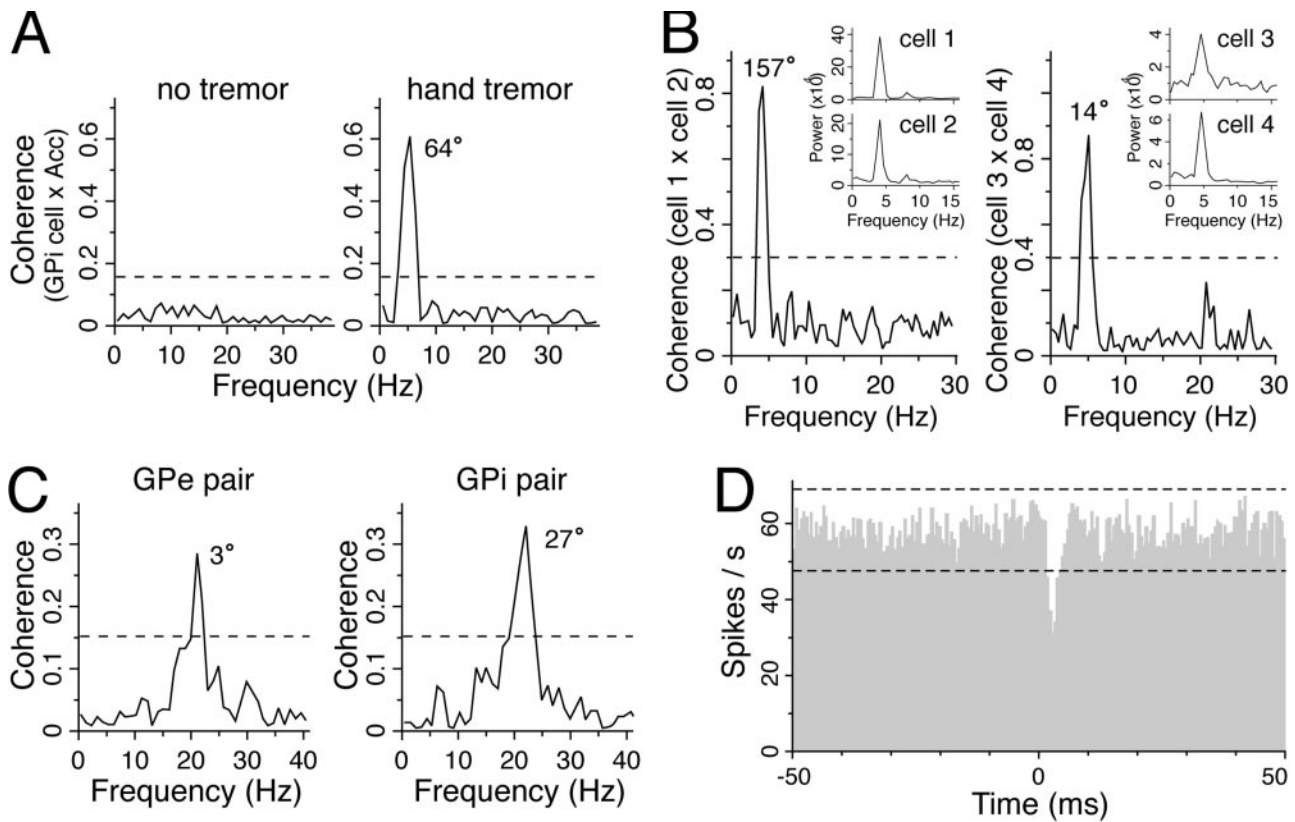 A
no tremor
hand tremor
Coherence
(GPi cell x Acc)
0 0.2 0.4 0.6
64°
0 10 20 30
0 10 20 30
Frequency (Hz)
B
Coherence (cell 1 x cell 2)
0 0.4 0.8
157°
cell 1
0 20 40
cell 2
0 10 20
Power (x10⁴)
0 5 10 15
Frequency (Hz)
0 10 20 30
Frequency (Hz)
Coherence (cell 3 x cell 4)
0 0.4 0.8
14°
cell 3
0 2 4
cell 4
0 2 4 6
0 5 10 15
Frequency (Hz)
0 10 20 30
Frequency (Hz)
C
GPe pair
Coherence
0 0.1 0.2 0.3
3°
0 10 20 30 40
Frequency (Hz)
GPi pair
Coherence
0 0.1 0.2 0.3
27°
0 10 20 30 40
Frequency (Hz)
D
Spikes / s
0 20 40 60
-50 0 50
Time (ms)